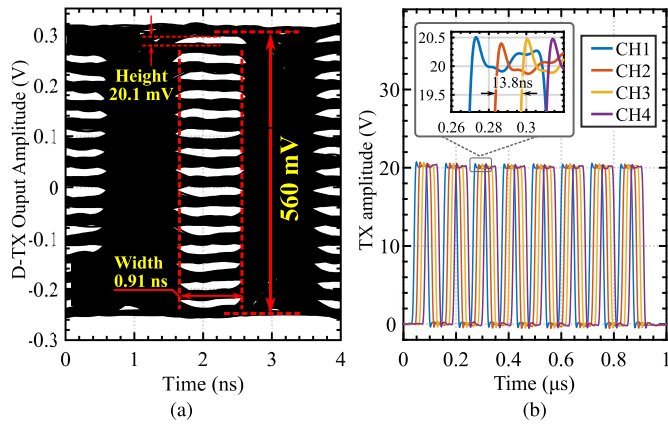 0.3
0.2
0.1
0
-0.1
-0.2
-0.3
D-TX Ouput Amplitude (V)
Height
20.1 mV
560 mV
Width
0.91 ns
0 1 2 3 4
Time (ns)
(a)
40
30
20
10
0
TX amplitude (V)
20.5
20
19.5
13.8ns
0.26 0.28 0.3
CH1
CH2
CH3
CH4
0 0.2 0.4 0.6 0.8 1
Time (μs)
(b)